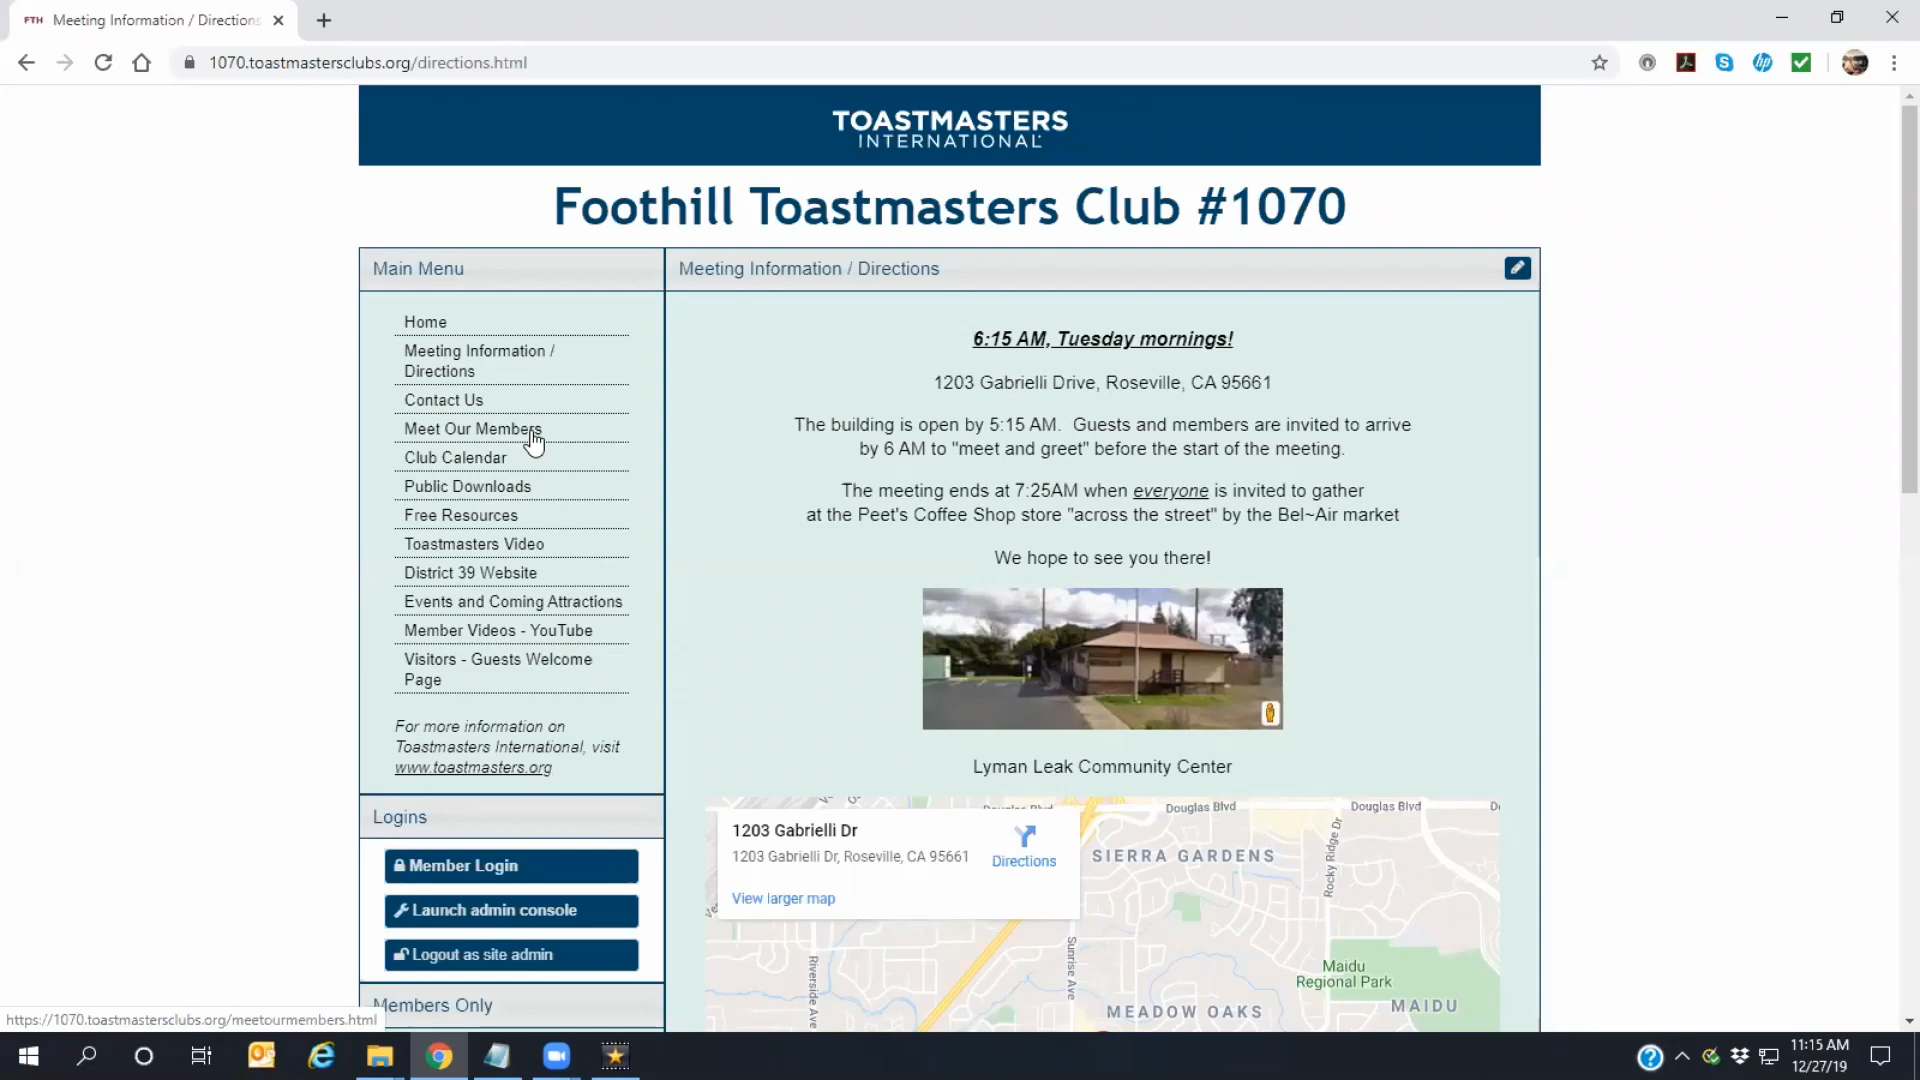 FTH Meeting Information / Directions
1070.toastmastersclubs.org/directions.html
TOASTMASTERS
INTERNATIONAL
Foothill Toastmasters Club #1070
Main Menu
Home
Meeting Information /
Directions
Contact Us
Meet Our Members
Club Calendar
Public Downloads
Free Resources
Toastmasters Video
District 39 Website
Events and Coming Attractions
Member Videos - YouTube
Visitors - Guests Welcome
Page
For more information on
Toastmasters International, visit
www.toastmasters.org
Logins
Member Login
Launch admin console
Logout as site admin
Members Only
Meeting Information / Directions
6:15 AM, Tuesday mornings!
1203 Gabrielli Drive, Roseville, CA 95661
The building is open by 5:15 AM. Guests and members are invited to arrive
by 6 AM to "meet and greet" before the start of the meeting.
The meeting ends at 7:25AM when everyone is invited to gather
at the Peet's Coffee Shop store "across the street" by the Bel~Air market
We hope to see you there!
Lyman Leak Community Center
Douglas Blvd
Douglas Blvd
1203 Gabrielli Dr
1203 Gabrielli Dr, Roseville, CA 95661
Directions
View larger map
SIERRA GARDENS
Rocky Ridge Dr
Riverside Ave
Sunrise Ave
Maidu
Regional Park
MEADOW OAKS
MAIDU
https://1070.toastmastersclubs.org/meetourmembers.html
11:15 AM
12/27/19